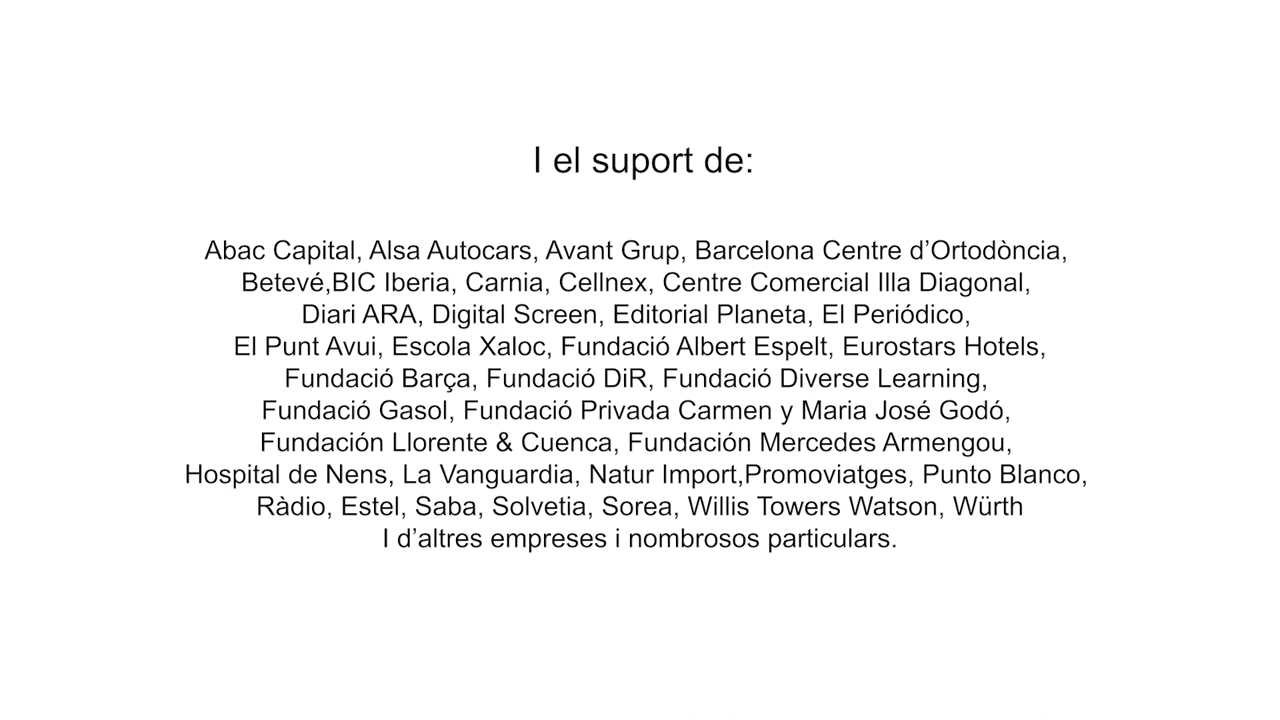 I el suport de:
Abac Capital, Alsa Autocars, Avant Grup, Barcelona Centre d’Ortodòncia,
Betevé,BIC Iberia, Carnia, Cellnex, Centre Comercial Illa Diagonal,
Diari ARA, Digital Screen, Editorial Planeta, El Periódico,
El Punt Avui, Escola Xaloc, Fundació Albert Espelt, Eurostars Hotels,
Fundació Barça, Fundació DiR, Fundació Diverse Learning,
Fundació Gasol, Fundació Privada Carmen y Maria José Godó,
Fundación Llorente & Cuenca, Fundación Mercedes Armengou,
Hospital de Nens, La Vanguardia, Natur Import,Promoviatges, Punto Blanco,
Ràdio, Estel, Saba, Solvetia, Sorea, Willis Towers Watson, Würth
I d’altres empreses i nombrosos particulars.